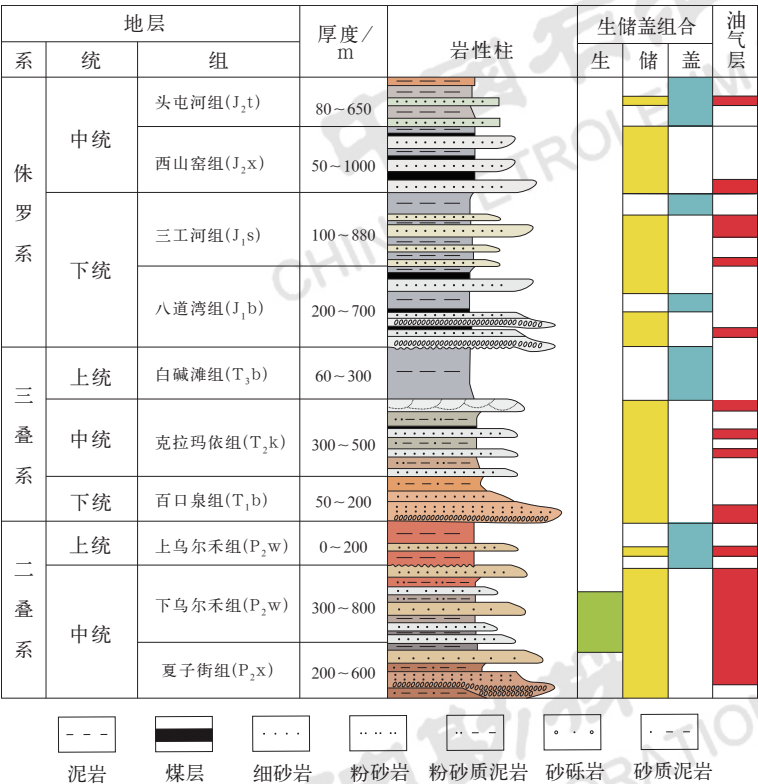 地层
厚度/
m
岩性柱
生储盖组合
油气层
系 统 组
生 储 盖
侏罗系
中统
头屯河组(J₂t) 80~650
西山窑组(J₂x) 50~1000
下统
三工河组(J₁s) 100~880
八道湾组(J₁b) 200~700
三叠系
上统 白碱滩组(T₃b) 60~300
中统 克拉玛依组(T₂k) 300~500
下统 百口泉组(T₁b) 50~200
二叠系
上统 上乌尔禾组(P₂w) 0~200
中统
下乌尔禾组(P₂w) 300~800
夏子街组(P₂x) 200~600
泥岩 煤层 细砂岩 粉砂岩 粉砂质泥岩 砂砾岩 砂质泥岩